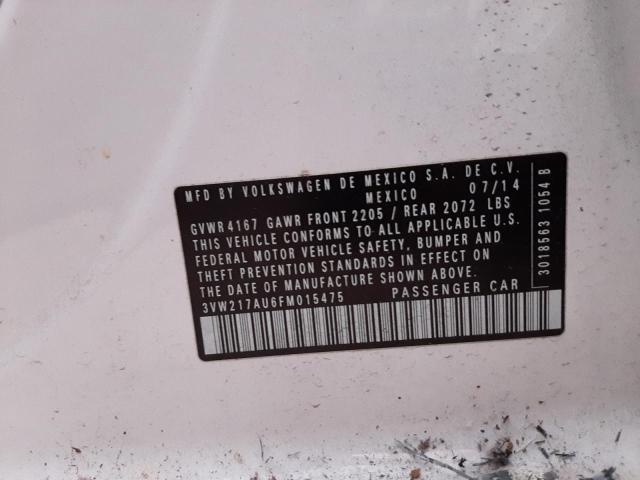 MFD BY VOLKSWAGEN DE MEXICO S.A. DE C.V.
MEXICO 07/14
GVWR 4167 GAWR FRONT 2205 / REAR 2072 LBS
THIS VEHICLE CONFORMS TO ALL APPLICABLE U.S.
FEDERAL MOTOR VEHICLE SAFETY, BUMPER AND
THEFT PREVENTION STANDARDS IN EFFECT ON
THE DATE OF MANUFACTURE SHOWN ABOVE.
3VW217AU6FM015475 PASSENGER CAR
3018563 1054 B